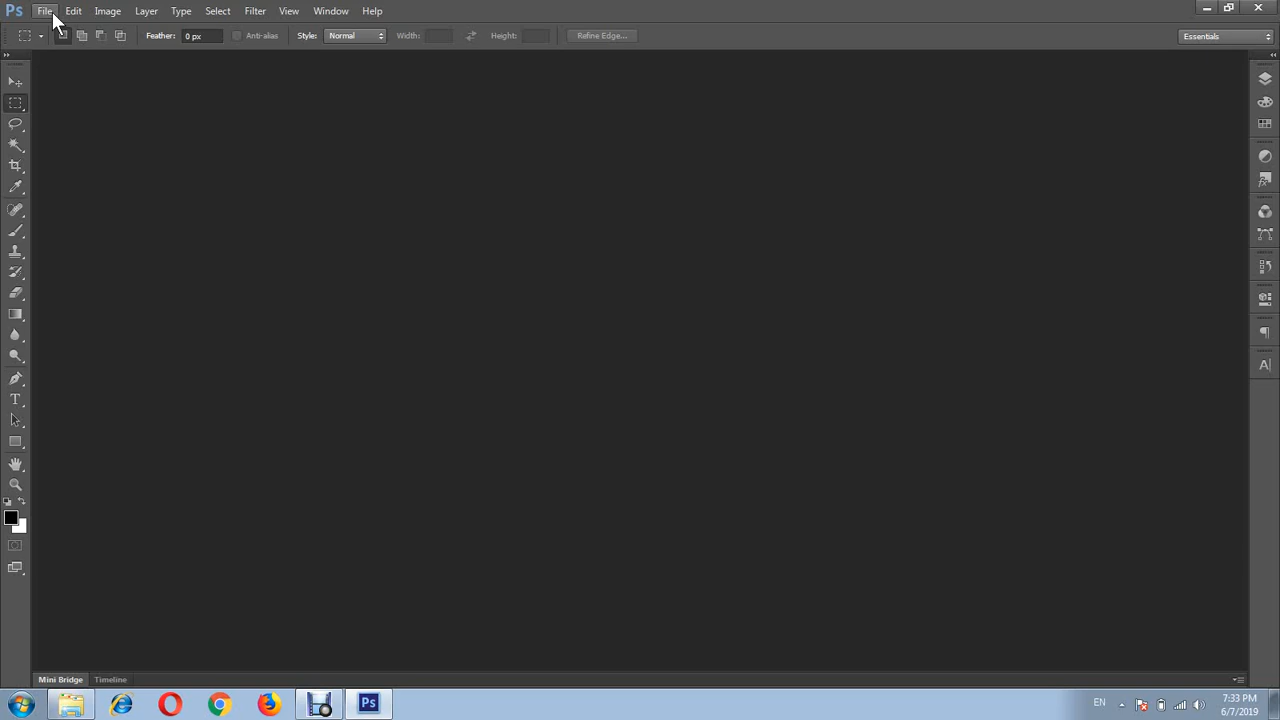 Ps File Edit Image Layer Type Select Filter View Window Help
Feather: 0 px Anti-alias Style: Normal Width: Height: Refine Edge... Essentials
T
A
Mini Bridge Timeline
Ps EN 7:33 PM
6/7/2019